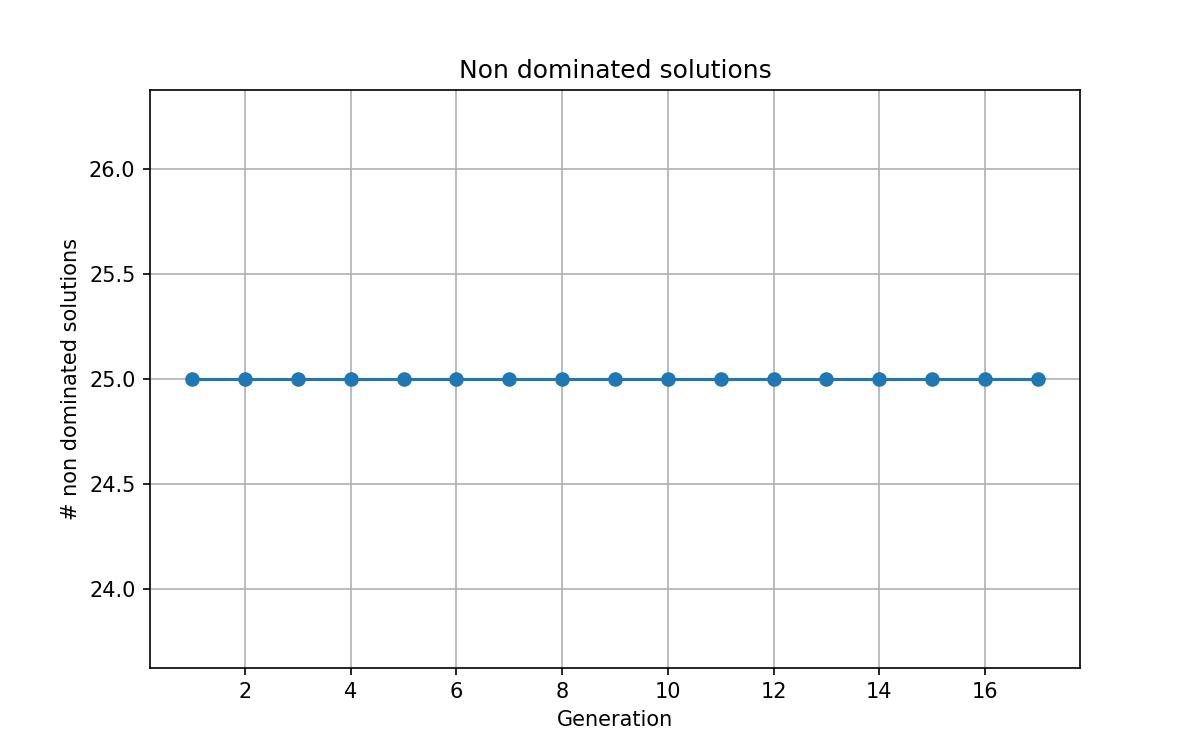 Non dominated solutions
# non dominated solutions
26.0
25.5
25.0
24.5
24.0
2 4 6 8 10 12 14 16
Generation